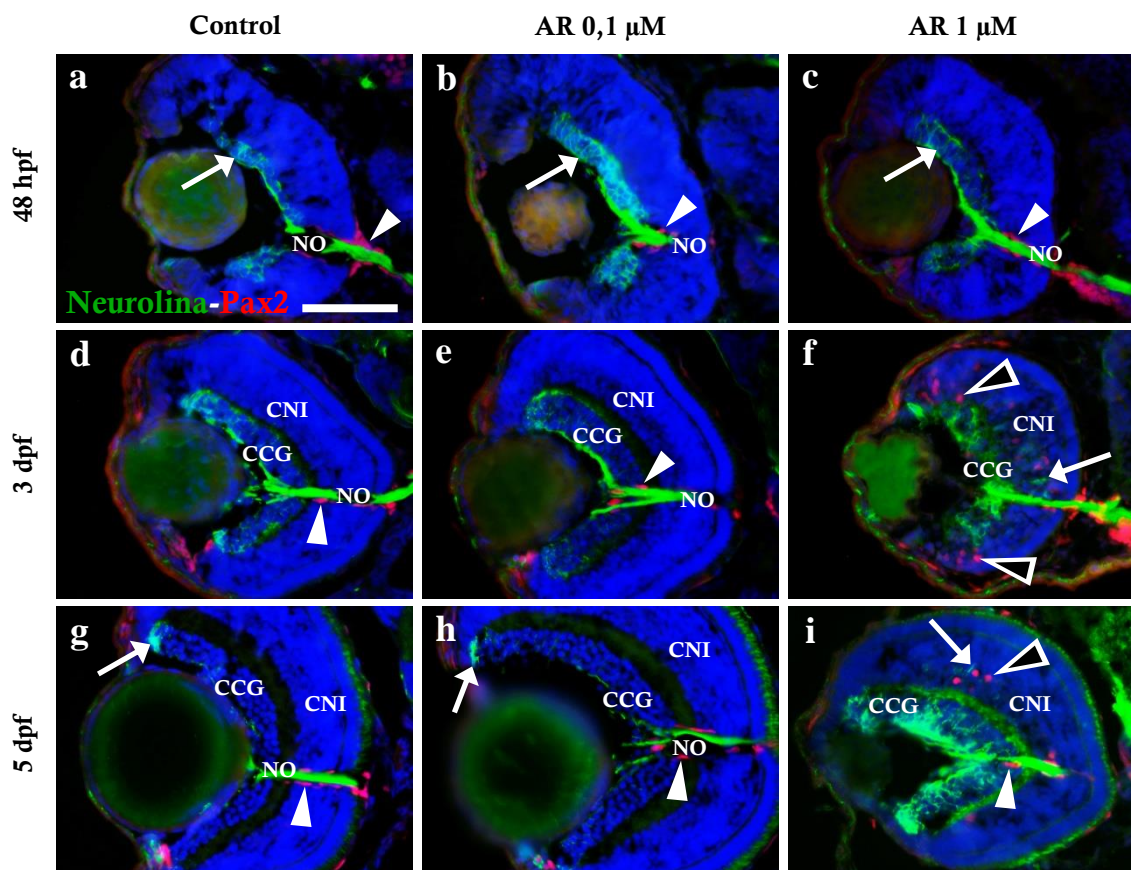 Control AR 0,1 µM AR 1 µM
48 hpf
a b c
NO NO NO
Neurolina-Pax2
3 dpf
d e f
CNI CNI CNI
CCG CCG CCG
NO NO
5 dpf
g h i
CCG CNI CCG CNI CCG CNI
NO NO